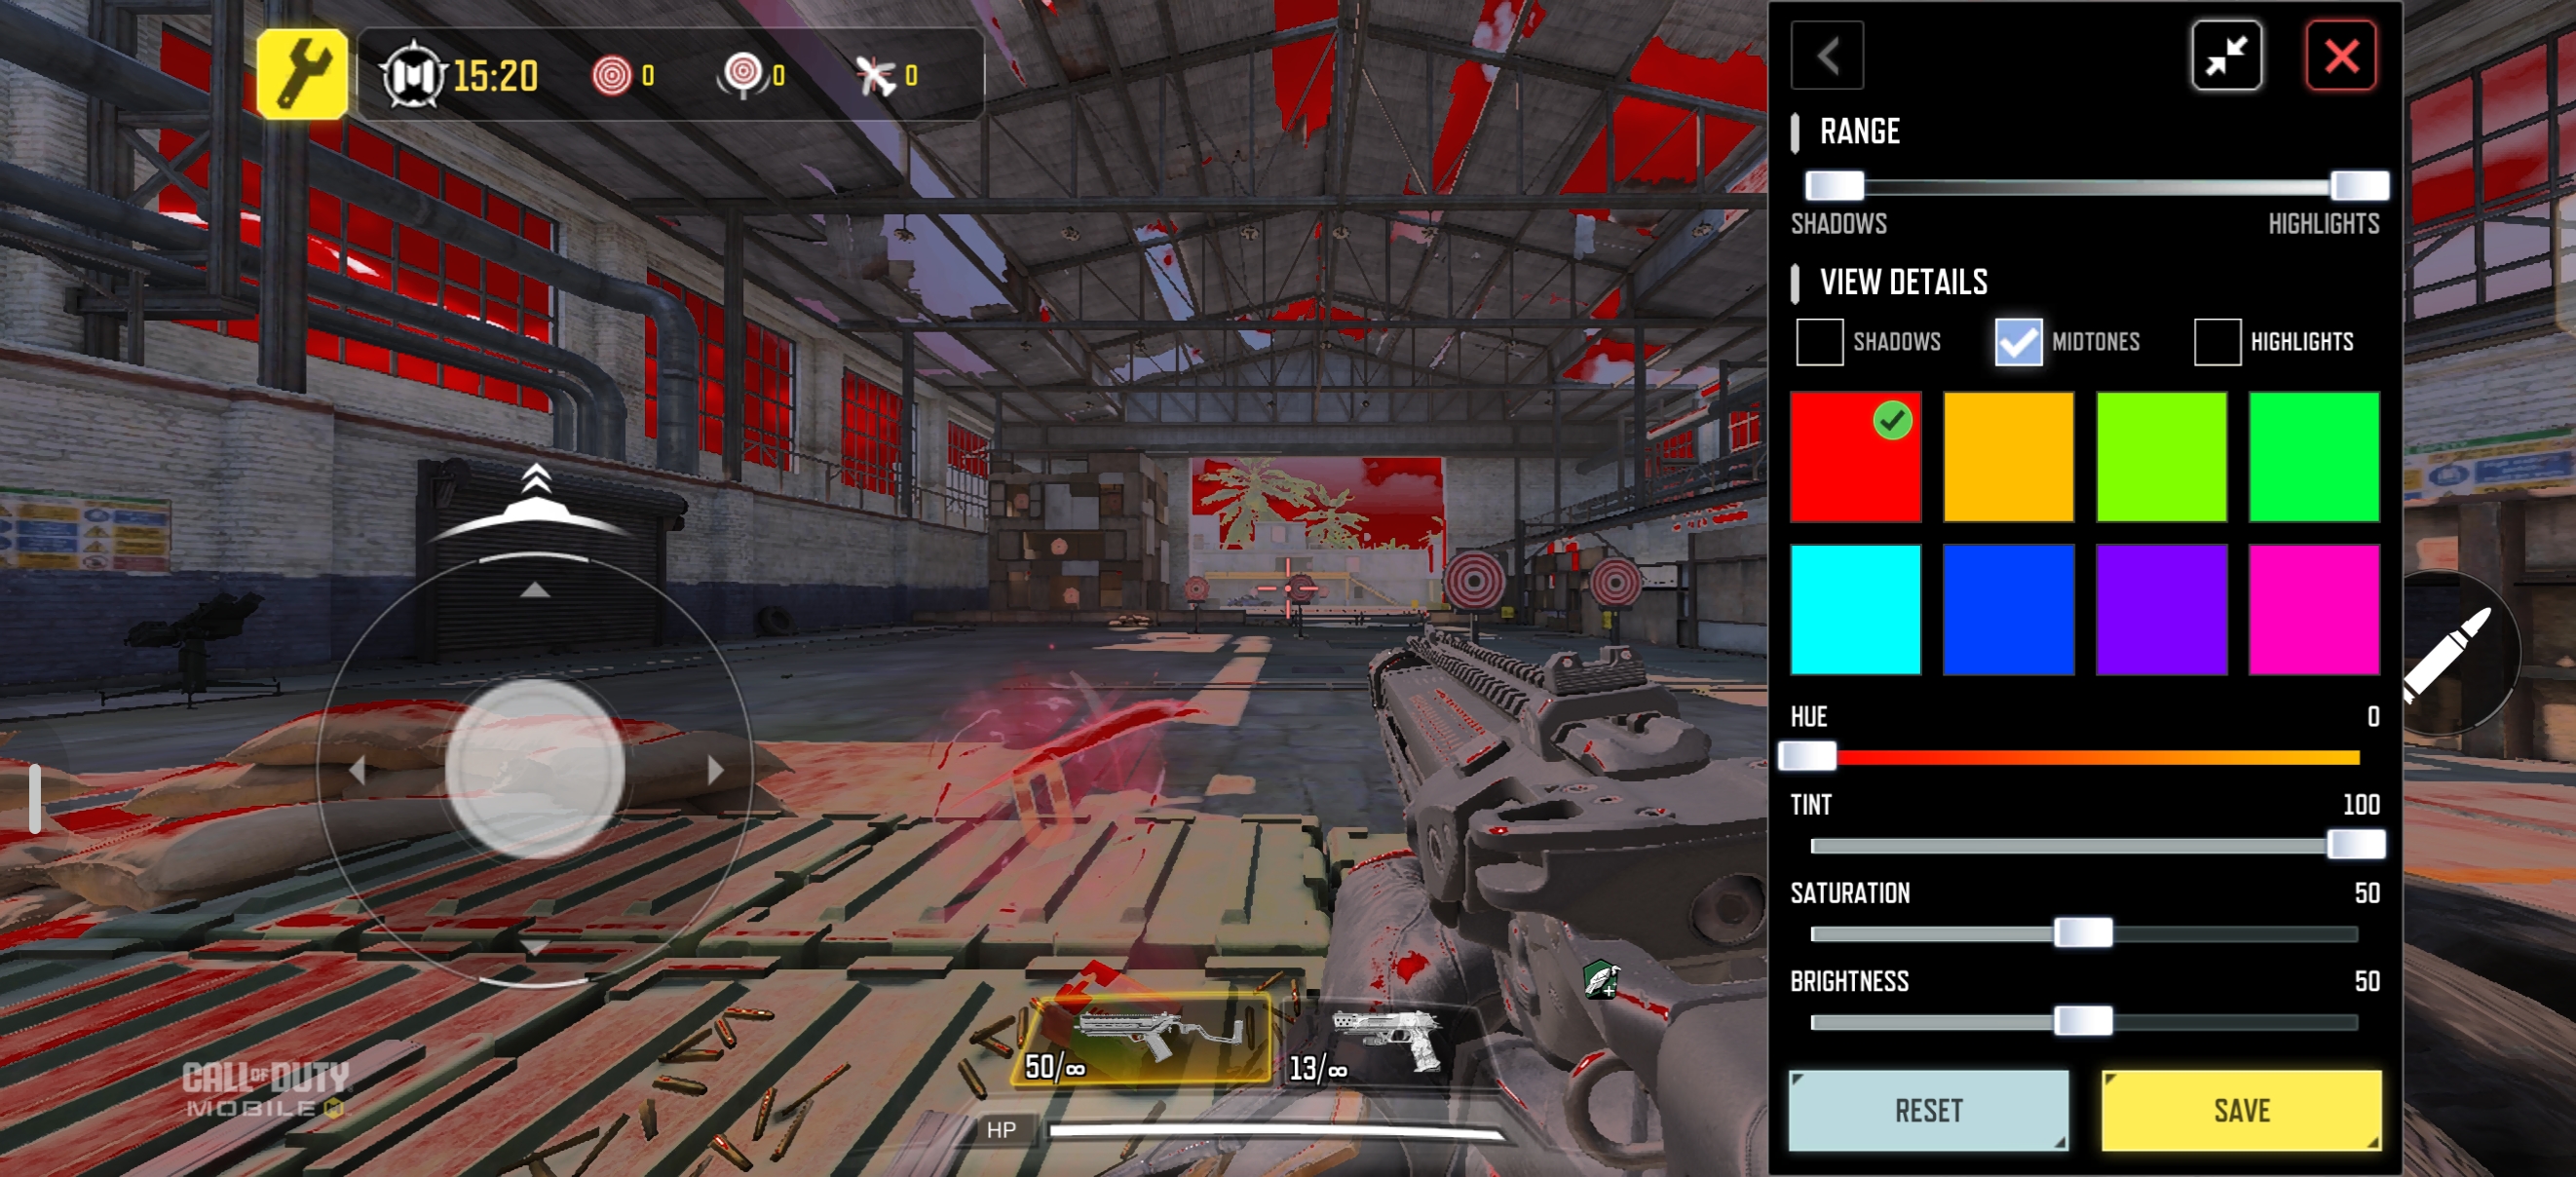 15:20 0 0 0
RANGE
SHADOWS HIGHLIGHTS
VIEW DETAILS
SHADOWS MIDTONES HIGHLIGHTS
HUE 0
TINT 100
SATURATION 50
BRIGHTNESS 50
RESET SAVE
50/∞ 13/∞
HP
CALL OF DUTY
MOBILE